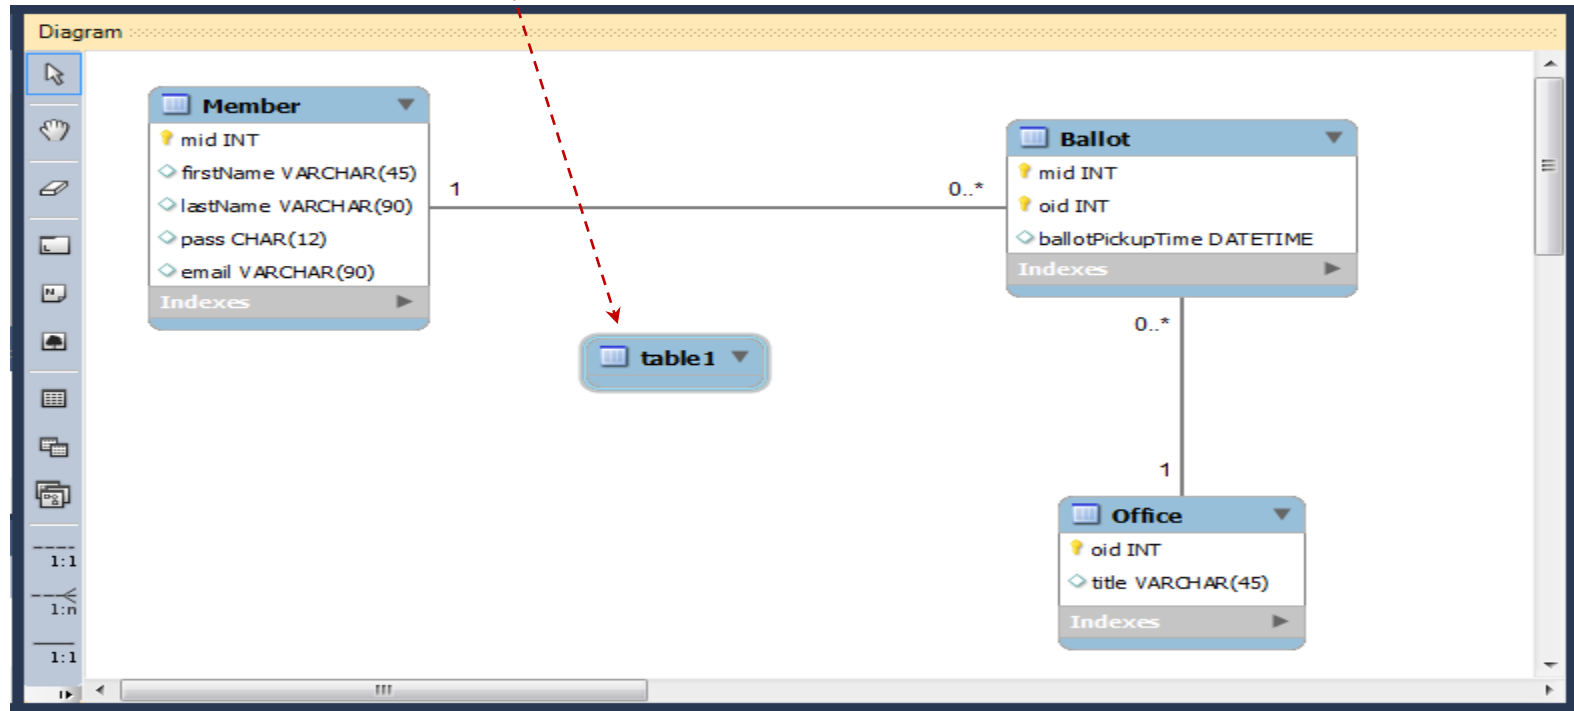 Diagram
Member
mid INT
firstName VARCHAR(45)
lastName VARCHAR(90)
pass CHAR(12)
email VARCHAR(90)
Indexes
1
0..*
Ballot
mid INT
oid INT
ballotPickupTime DATETIME
Indexes
0..*
1
table1
Office
oid INT
title VARCHAR(45)
Indexes
1:1
1:n
1:1